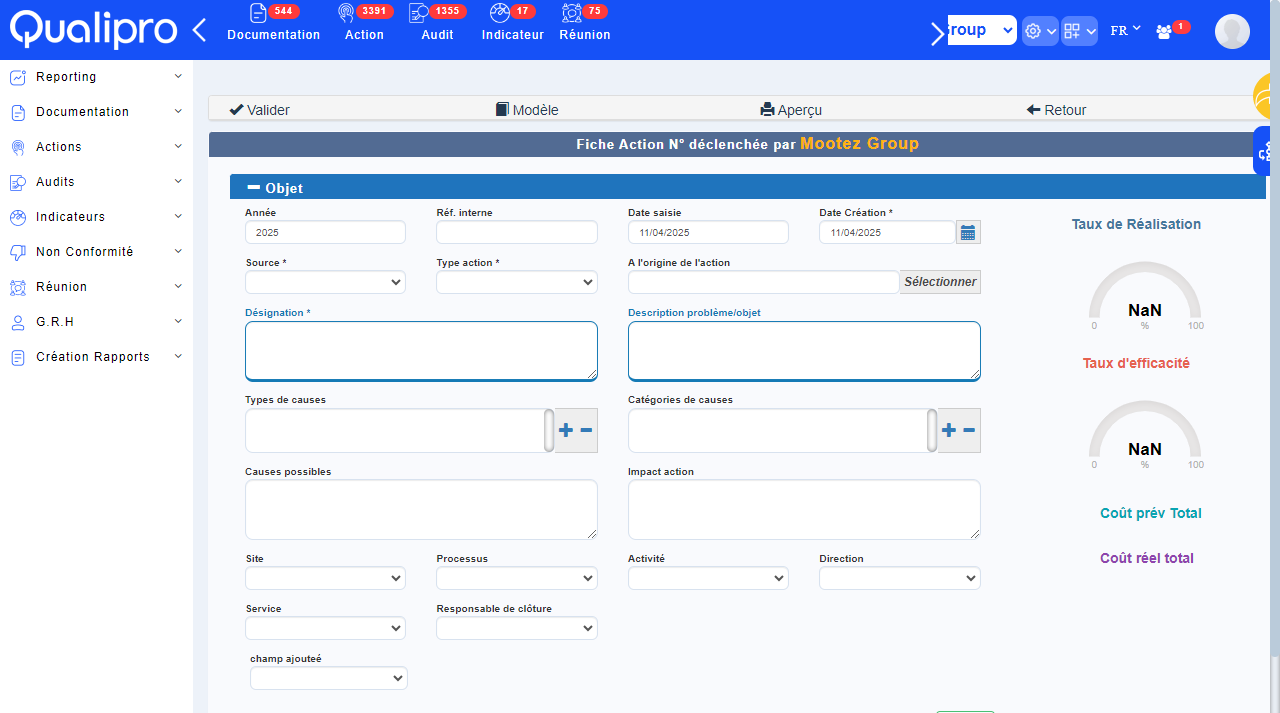 Qualipro
544
3391
1355
17
75
Documentation
Action
Audit
Indicateur
Réunion
roup
FR
1
Reporting
Documentation
Actions
Audits
Indicateurs
Non Conformité
Réunion
G.R.H
Création Rapports
Valider
Modèle
Aperçu
Retour
Fiche Action N° déclenchée par Mootez Group
Objet
Année
Réf. interne
Date saisie
Date Création *
2025
11/04/2025
11/04/2025
Source *
Type action *
A l'origine de l'action
Sélectionner
Désignation *
Description problème/objet
Types de causes
Catégories de causes
Causes possibles
Impact action
Site
Processus
Activité
Direction
Service
Responsable de clôture
champ ajouteé
Taux de Réalisation
NaN
0 % 100
Taux d'efficacité
NaN
0 % 100
Coût prév Total
Coût réel total